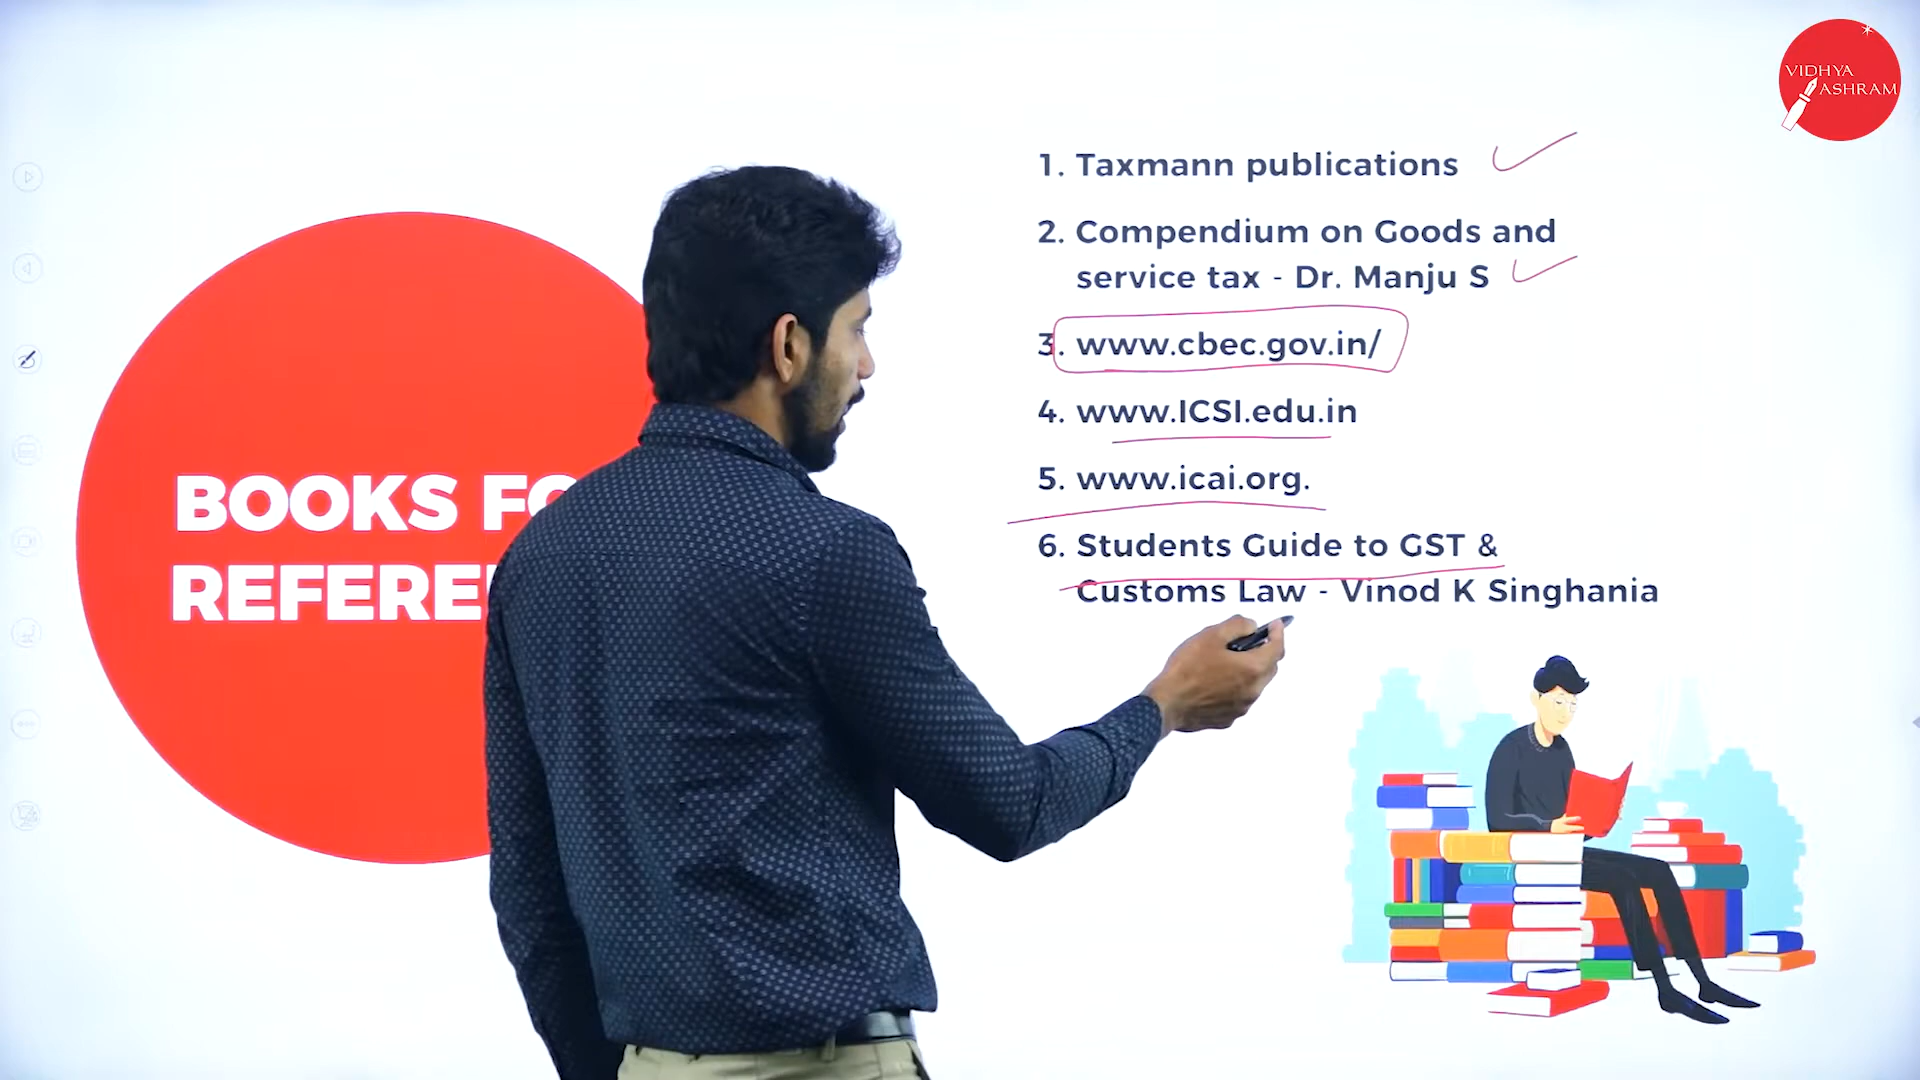 VIDHYA
ASHRAM
BOOKS FO
REFERE
1. Taxmann publications
2. Compendium on Goods and
service tax - Dr. Manju S
3. www.cbec.gov.in/
4. www.ICSI.edu.in
5. www.icai.org.
6. Students Guide to GST &
Customs Law - Vinod K Singhania